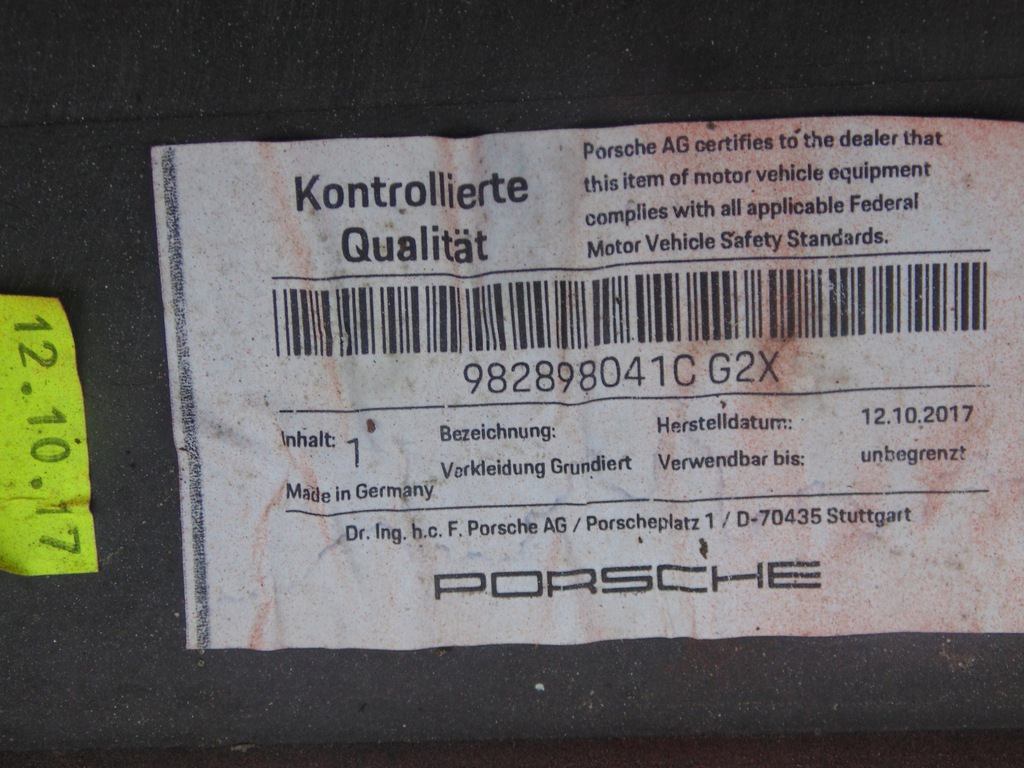 Kontrollierte
Qualität
Porsche AG certifies to the dealer that
this item of motor vehicle equipment
complies with all applicable Federal
Motor Vehicle Safety Standards.
982898041C G2X
Inhalt: 1
Bezeichnung:
Verkleidung Grundiert
Herstelldatum: 12.10.2017
Verwendbar bis: unbegrenzt
Made in Germany
Dr. Ing. h.c. F. Porsche AG / Porscheplatz 1 / D-70435 Stuttgart
PORSCHE
12.10.17